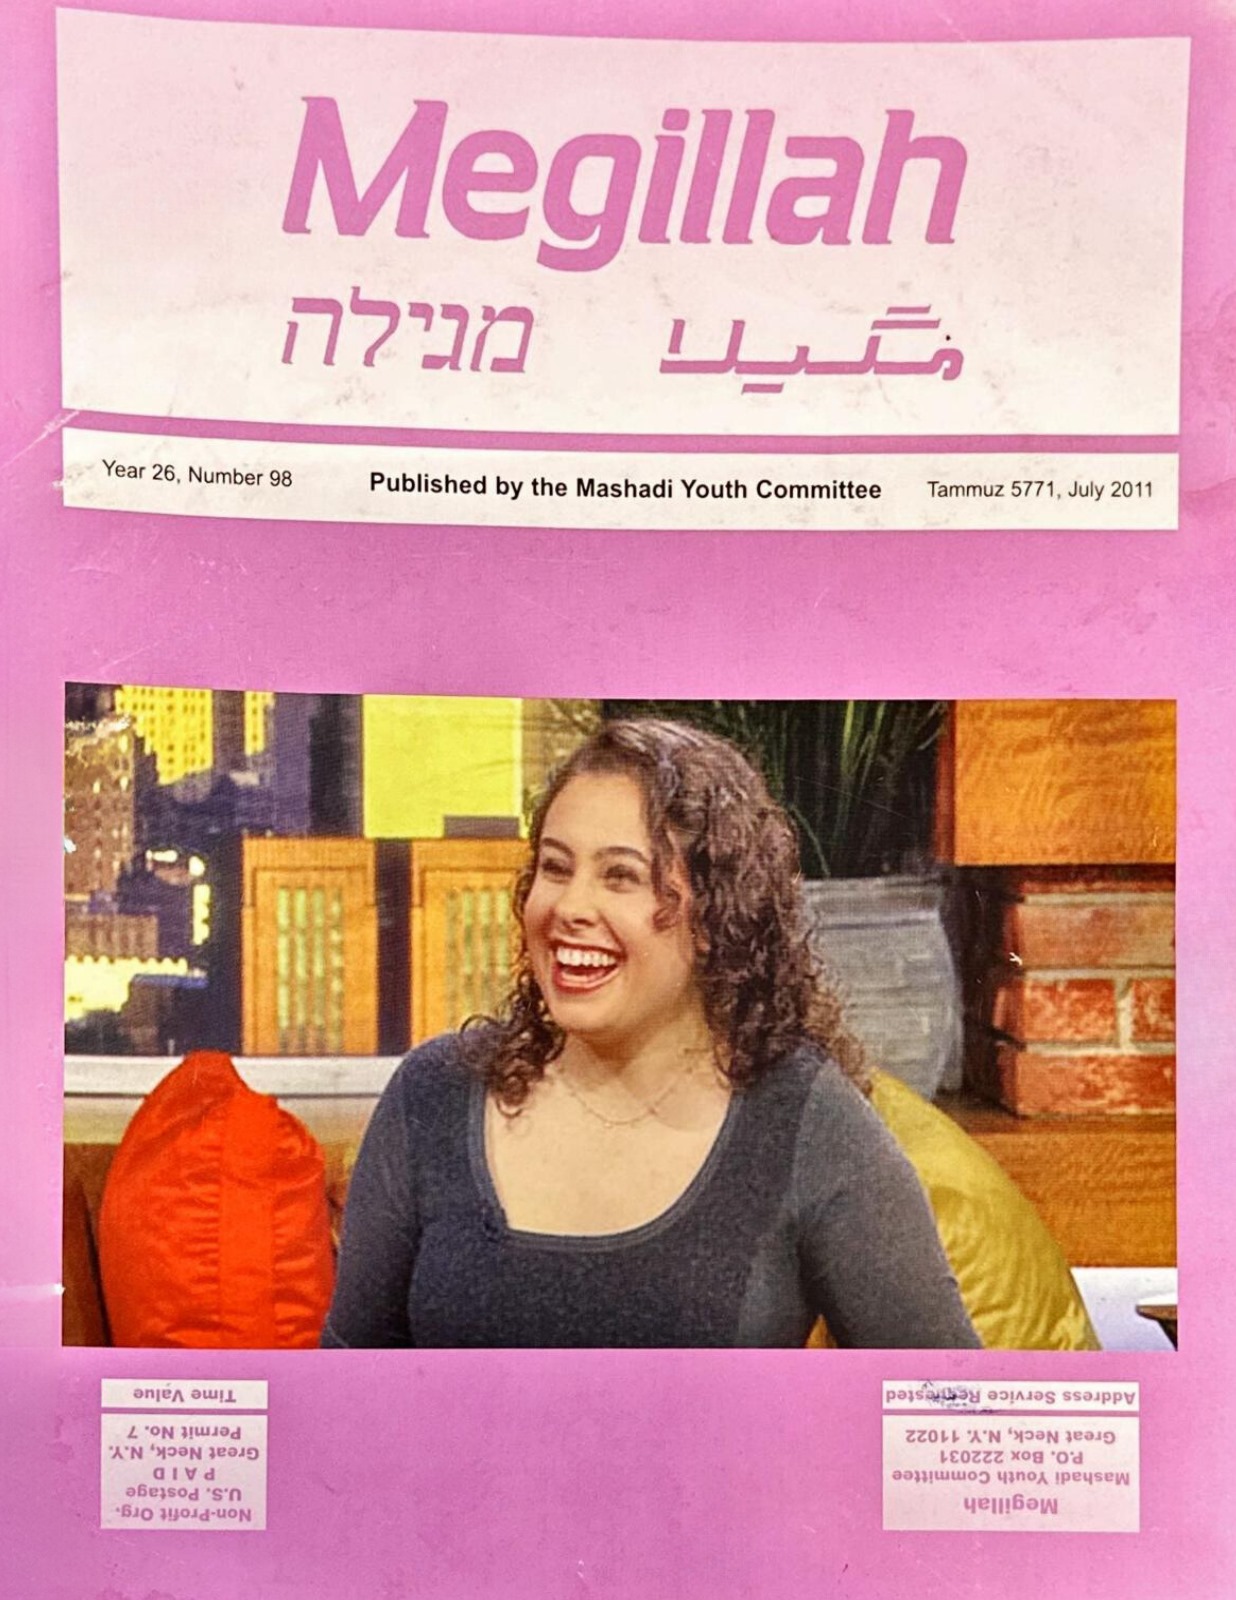 Megillah
מגילה مگیلا
Year 26, Number 98 Published by the Mashadi Youth Committee Tammuz 5771, July 2011
Non-Profit Org.
U.S. Postage
PAID
Great Neck, N.Y.
Permit No. 7
Time Value
Megillah
Mashadi Youth Committee
P.O. Box 222031
Great Neck, N.Y. 11022
Address Service Requested